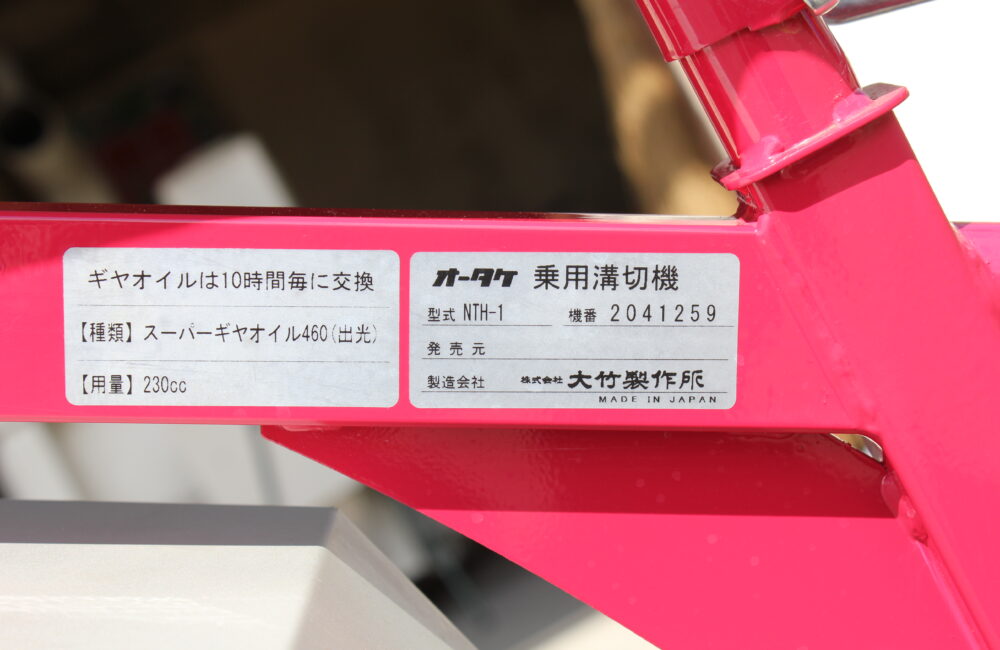 ギヤオイルは10時間毎に交換
【種類】スーパーギヤオイル460(出光)
【用量】230cc
オータケ 乗用溝切機
型式 NTH-1 機番 2041259
発売元
製造会社 株式会社 大竹製作所
MADE IN JAPAN